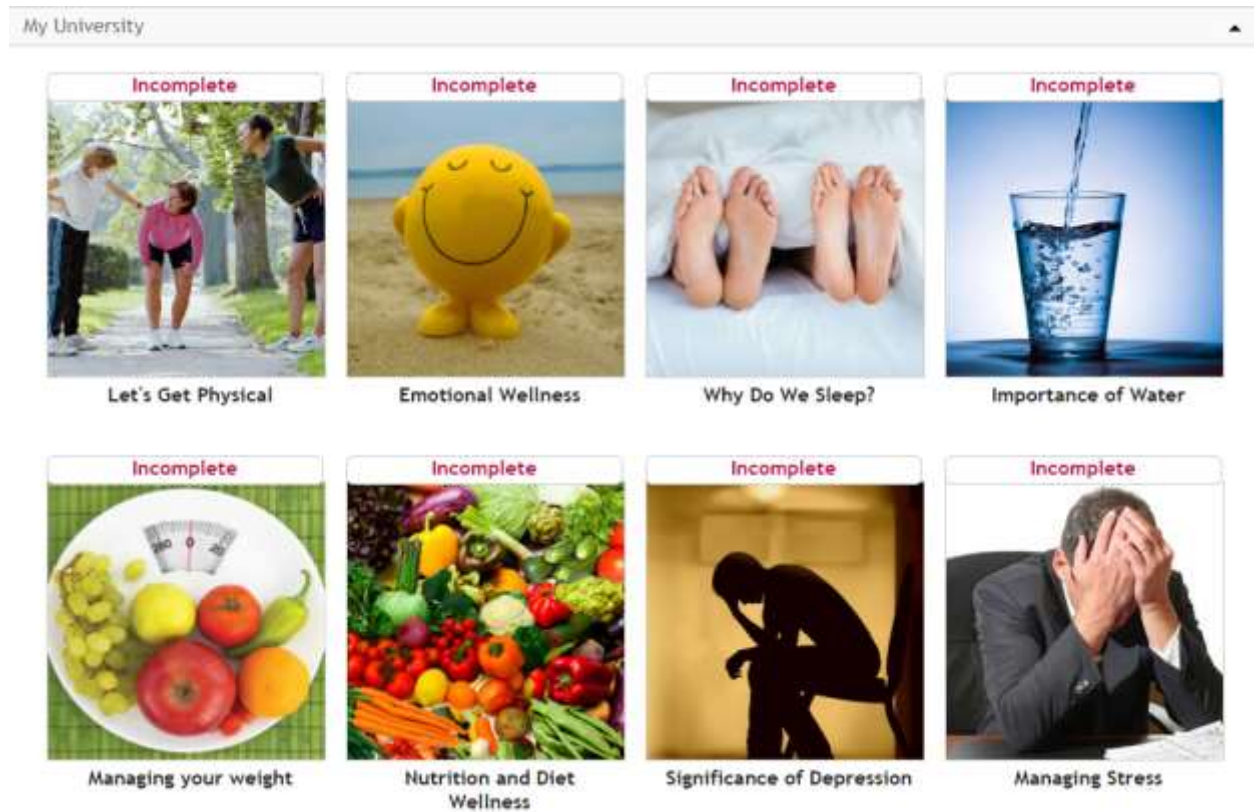 My University
Incomplete
Incomplete
Incomplete
Incomplete
Let's Get Physical
Emotional Wellness
Why Do We Sleep?
Importance of Water
Incomplete
Incomplete
Incomplete
Incomplete
Managing your weight
Nutrition and Diet
Wellness
Significance of Depression
Managing Stress